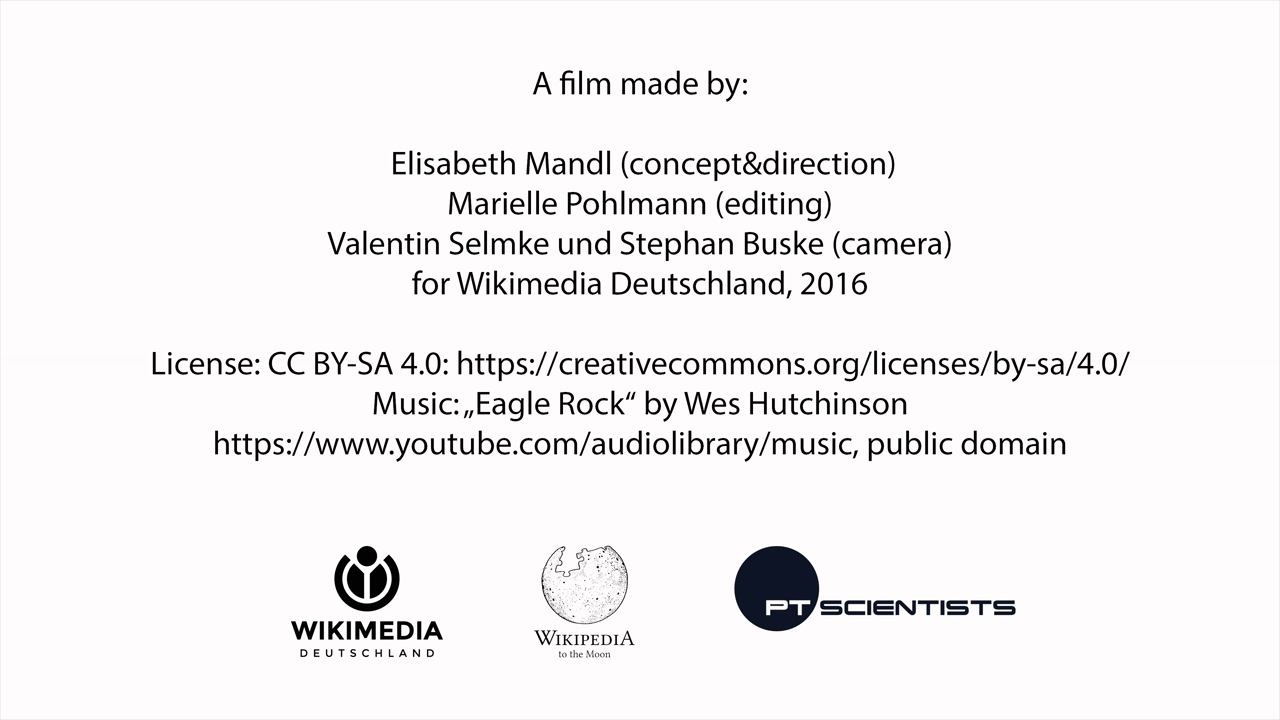 A film made by:
Elisabeth Mandl (concept&direction)
Marielle Pohlmann (editing)
Valentin Selmke und Stephan Buske (camera)
for Wikimedia Deutschland, 2016
License: CC BY-SA 4.0: https://creativecommons.org/licenses/by-sa/4.0/
Music: „Eagle Rock“ by Wes Hutchinson
https://www.youtube.com/audiolibrary/music, public domain
WIKIMEDIA
DEUTSCHLAND
WIKIPEDIA
to the Moon
PT SCIENTISTS